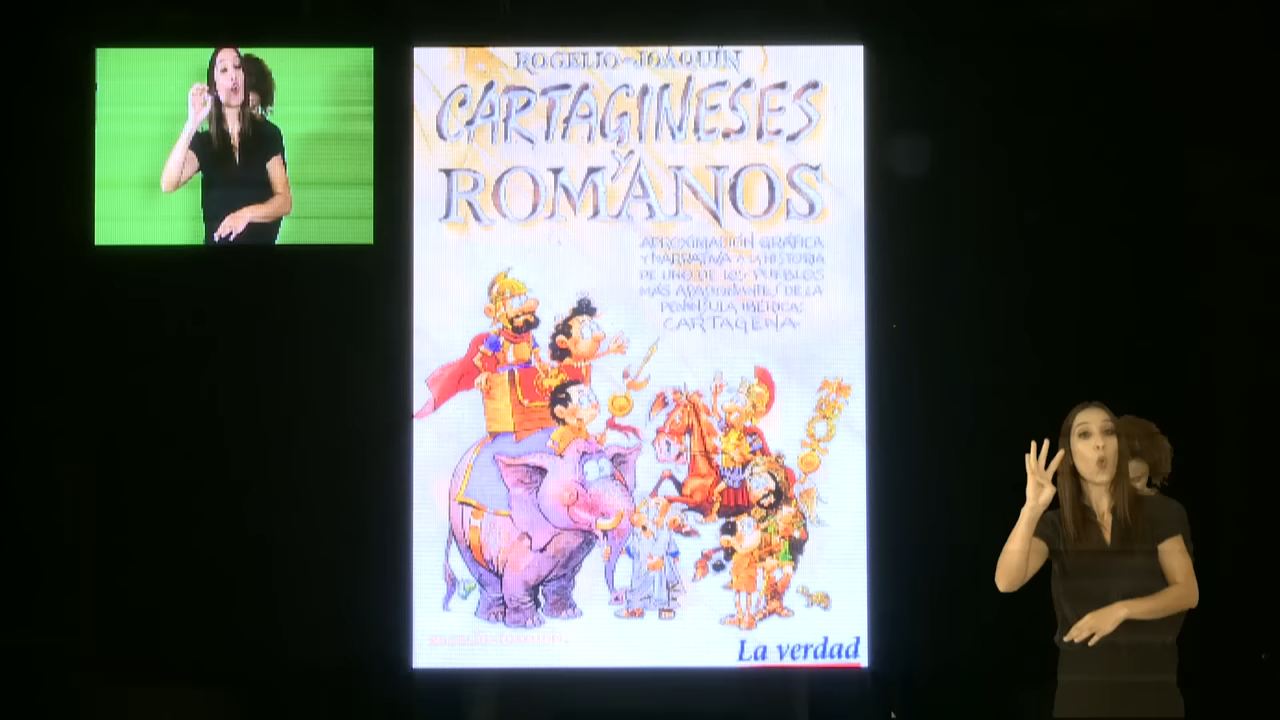 ROGELIO-JOAQUÍN
CARTAGINESES
Y
ROMANOS
APROXIMACIÓN GRÁFICA
Y NARRATIVA A LA HISTORIA
DE UNO DE LOS PUEBLOS
MÁS APASIONANTES DE LA
PENÍNSULA IBÉRICA:
CARTAGENA
La verdad